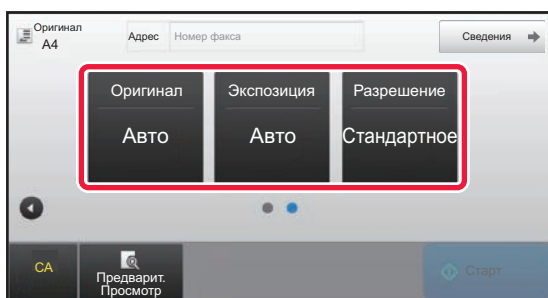 Оригинал
A4
Адрес
Номер факса
Сведения
Оригинал
Экспозиция
Разрешение
Авто
Авто
Стандартное
CA
Предварит.
Просмотр
Старт